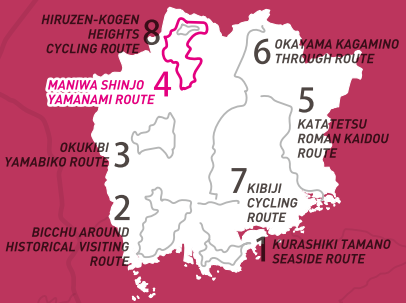 HIRUZEN-KOGEN
HEIGHTS
CYCLING ROUTE
8
MANIWA SHINJO
YAMANAMI ROUTE
4
6
OKAYAMA KAGAMINO
THROUGH ROUTE
5
KATATETSU
ROMAN KAIDOU
ROUTE
OKUKIBI
YAMABIKO ROUTE
3
7
KIBIJI
CYCLING
ROUTE
2
BICCHU AROUND
HISTORICAL VISITING
ROUTE
1
KURASHIKI TAMANO
SEASIDE ROUTE